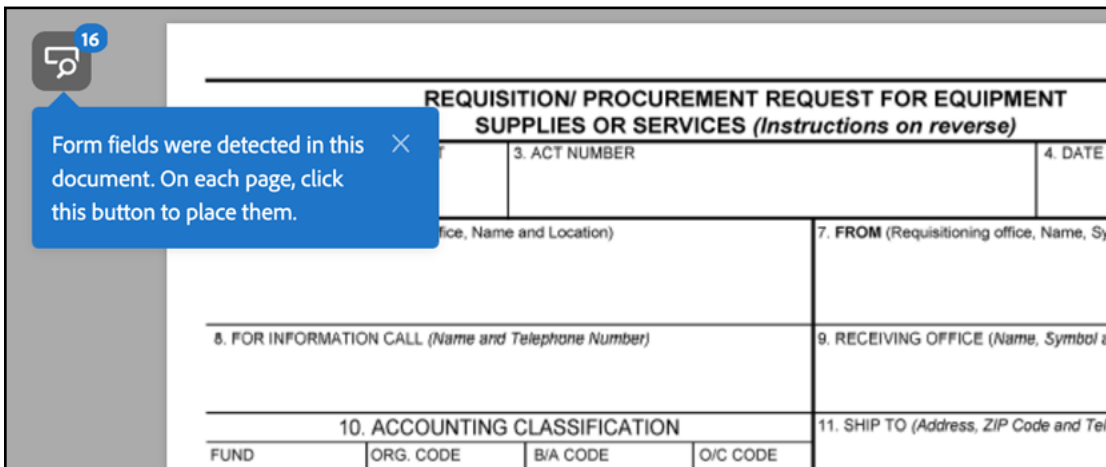 16
Form fields were detected in this
document. On each page, click
this button to place them.
REQUISITION/ PROCUREMENT REQUEST FOR EQUIPMENT
SUPPLIES OR SERVICES (Instructions on reverse)
3. ACT NUMBER
4. DATE
Name and Location)
7. FROM (Requisitioning office, Name,
8. FOR INFORMATION CALL (Name and Telephone Number)
9. RECEIVING OFFICE (Name, Symbol
10. ACCOUNTING CLASSIFICATION
11. SHIP TO (Address, ZIP Code and
FUND
ORG. CODE
B/A CODE
O/C CODE